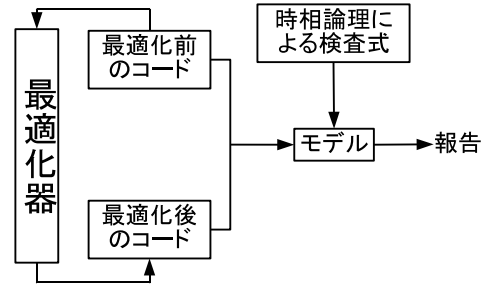 最適化器
最適化前
のコード
時相論理に
よる検査式
モデル
報告
最適化後
のコード